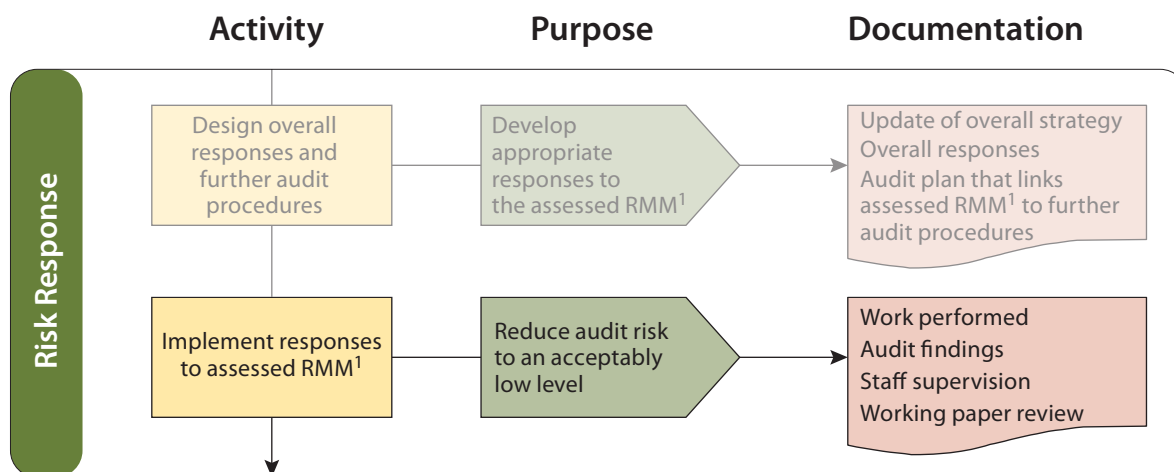 Activity
Purpose
Documentation
Risk Response
Design overall
responses and
further audit
procedures
Develop
appropriate
responses to
the assessed RMM¹
Update of overall strategy
Overall responses
Audit plan that links
assessed RMM¹ to further
audit procedures
Implement responses
to assessed RMM¹
Reduce audit risk
to an acceptably
low level
Work performed
Audit findings
Staff supervision
Working paper review